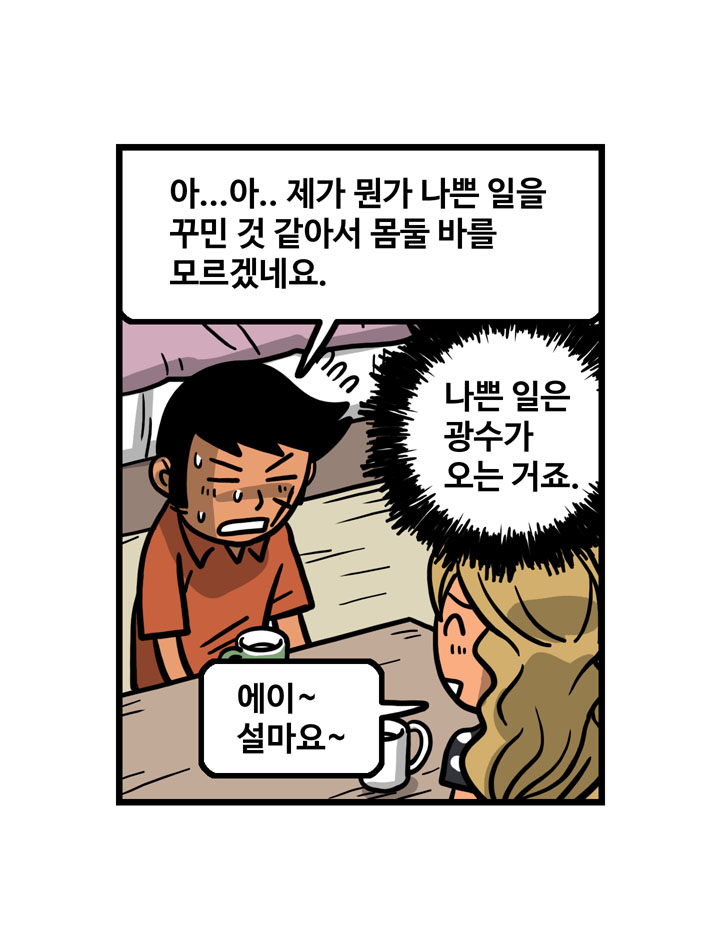 아...아.. 제가 뭔가 나쁜 일을
꾸민 것 같아서 몸둘 바를
모르겠네요.
나쁜 일은
광수가
오는 거죠.
에이~
설마요~